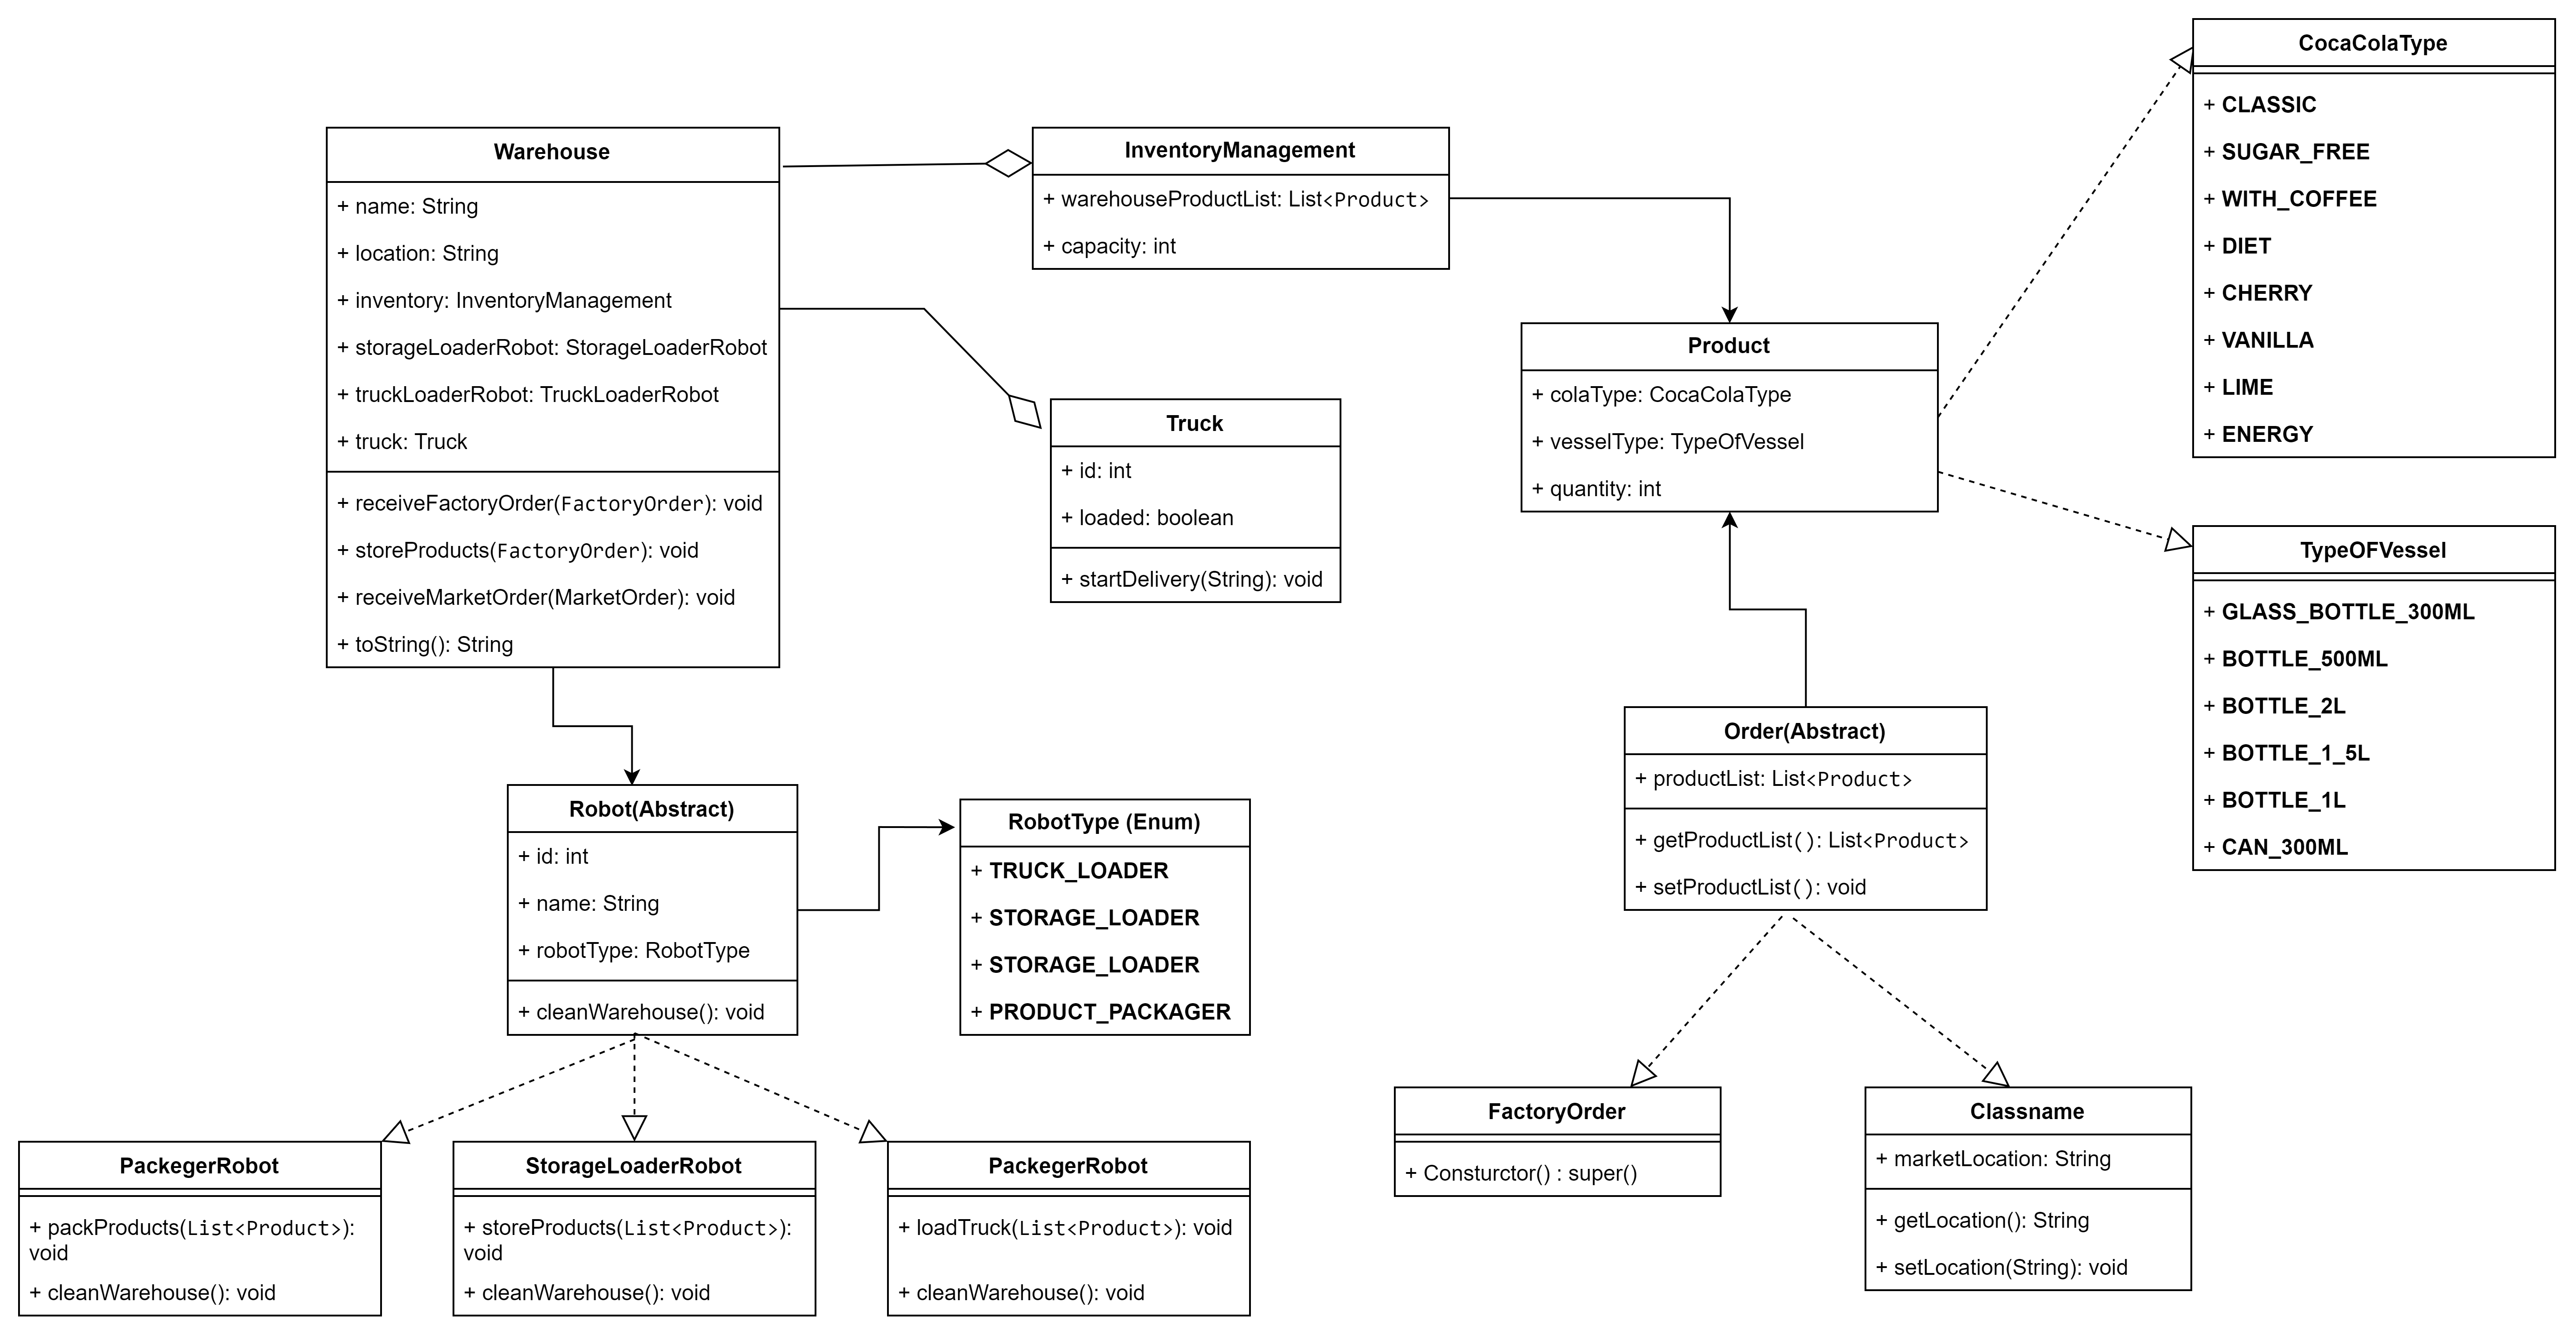 Warehouse
+ name: String
+ location: String
+ inventory: InventoryManagement
+ storageLoaderRobot: StorageLoaderRobot
+ truckLoaderRobot: TruckLoaderRobot
+ truck: Truck
+ receiveFactoryOrder(FactoryOrder): void
+ storeProducts(FactoryOrder): void
+ receiveMarketOrder(MarketOrder): void
+ toString(): String
InventoryManagement
+ warehouseProductList: List<Product>
+ capacity: int
Truck
+ id: int
+ loaded: boolean
+ startDelivery(String): void
Product
+ colaType: CocaColaType
+ vesselType: TypeOfVessel
+ quantity: int
CocaColaType
+ CLASSIC
+ SUGAR_FREE
+ WITH_COFFEE
+ DIET
+ CHERRY
+ VANILLA
+ LIME
+ ENERGY
TypeOFVessel
+ GLASS_BOTTLE_300ML
+ BOTTLE_500ML
+ BOTTLE_2L
+ BOTTLE_1_5L
+ BOTTLE_1L
+ CAN_300ML
Robot(Abstract)
+ id: int
+ name: String
+ robotType: RobotType
+ cleanWarehouse(): void
RobotType (Enum)
+ TRUCK_LOADER
+ STORAGE_LOADER
+ STORAGE_LOADER
+ PRODUCT_PACKAGER
Order(Abstract)
+ productList: List<Product>
+ getProductList(): List<Product>
+ setProductList(): void
PackegerRobot
+ packProducts(List<Product>):
void
+ cleanWarehouse(): void
StorageLoaderRobot
+ storeProducts(List<Product>):
void
+ cleanWarehouse(): void
PackegerRobot
+ loadTruck(List<Product>): void
+ cleanWarehouse(): void
FactoryOrder
+ Consturctor() : super()
Classname
+ marketLocation: String
+ getLocation(): String
+ setLocation(String): void